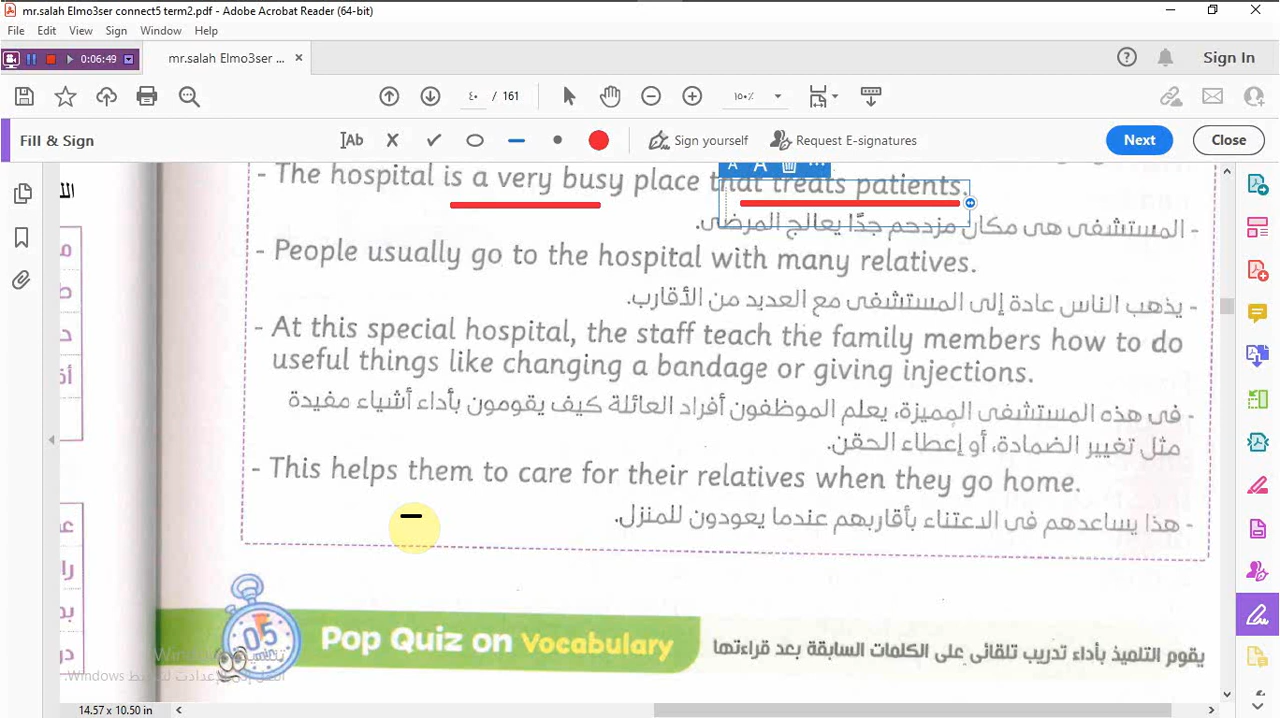 mr.salah Elmo3ser connect5 term2.pdf - Adobe Acrobat Reader (64-bit)
File Edit View Sign Window Help
0:06:49
mr.salah Elmo3ser ... ×
Sign In
٤٠ / 161
١٥٠٪
Fill & Sign
Ab
Sign yourself
Request E-signatures
Next
Close
A A
- The hospital is a very busy place that treats patients.
- المستشفى هى مكان مزدحم جدًا يعالج المرضى.
- People usually go to the hospital with many relatives.
- يذهب الناس عادة إلى المستشفى مع العديد من الأقارب.
- At this special hospital, the staff teach the family members how to do
useful things like changing a bandage or giving injections.
- فى هذه المستشفى المميزة، يعلم الموظفون أفراد العائلة كيف يقومون بأداء أشياء مفيدة
مثل تغيير الضمادة، أو إعطاء الحقن.
- This helps them to care for their relatives when they go home.
- هذا يساعدهم فى الاعتناء بأقاربهم عندما يعودون للمنزل.
05
Pop Quiz on Vocabulary
يقوم التلميذ بأداء تدريب تلقائى على الكلمات السابقة بعد قراءتها
14.57 x 10.50 in